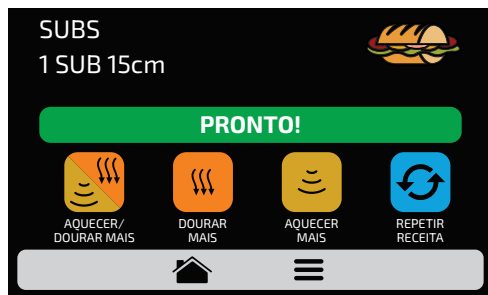 SUBS
1 SUB 15cm
PRONTO!
AQUECER/
DOURAR MAIS
DOURAR
MAIS
AQUECER
MAIS
REPETIR
RECEITA